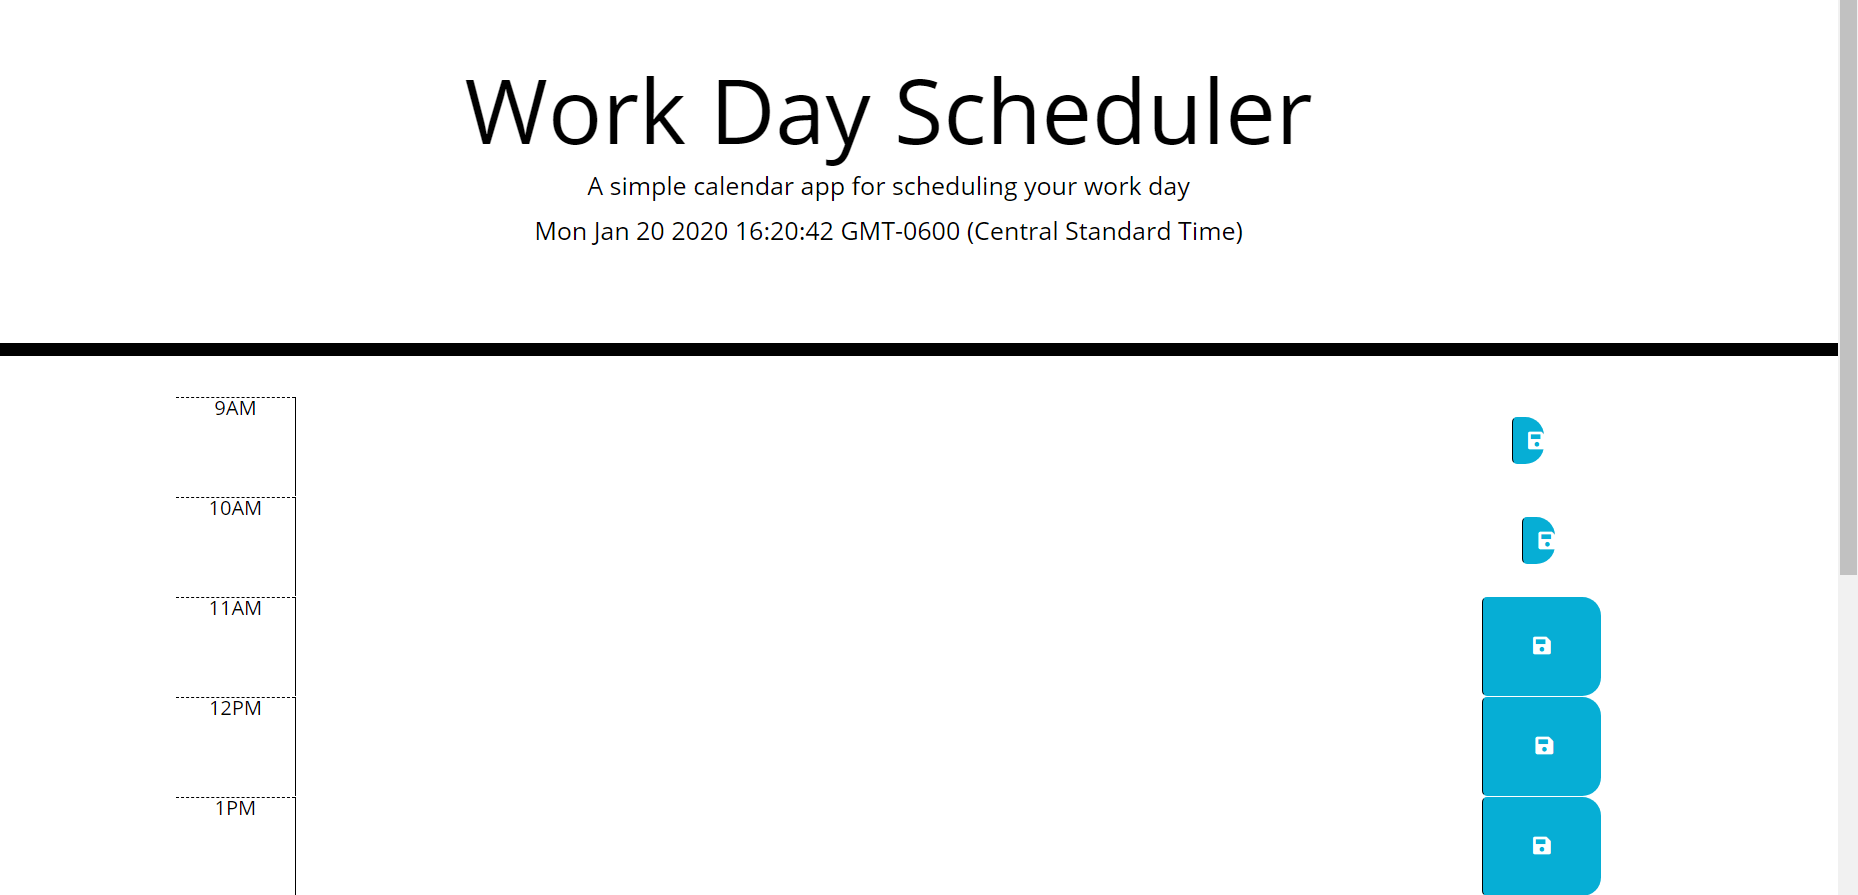 Work Day Scheduler
A simple calendar app for scheduling your work day
Mon Jan 20 2020 16:20:42 GMT-0600 (Central Standard Time)
9AM
10AM
11AM
12PM
1PM